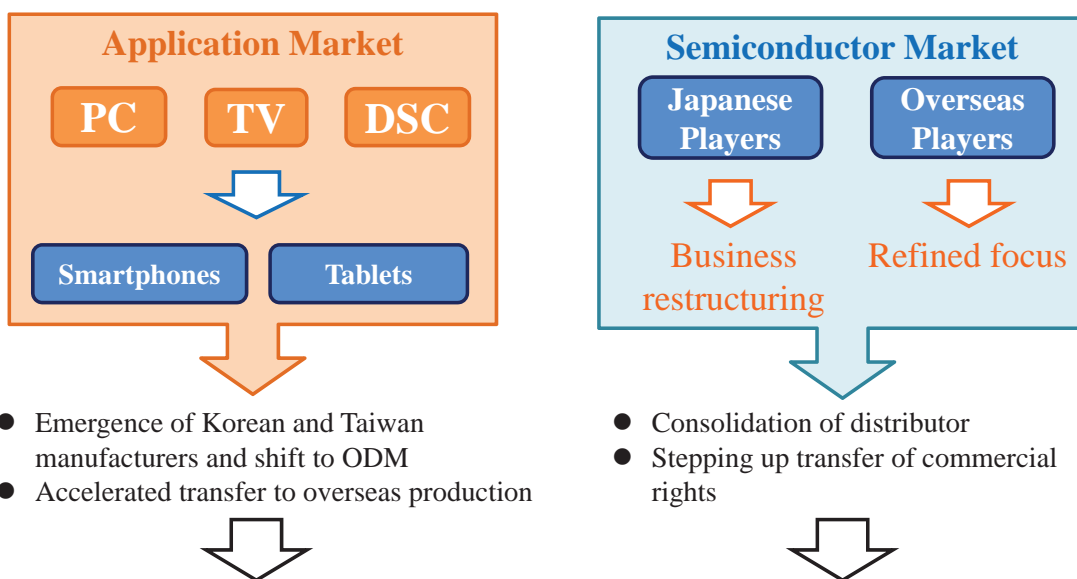 Application Market
PC
TV
DSC
Smartphones
Tablets
● Emergence of Korean and Taiwan
manufacturers and shift to ODM
● Accelerated transfer to overseas production
Semiconductor Market
Japanese
Players
Overseas
Players
Business
restructuring
Refined focus
● Consolidation of distributor
● Stepping up transfer of commercial
rights